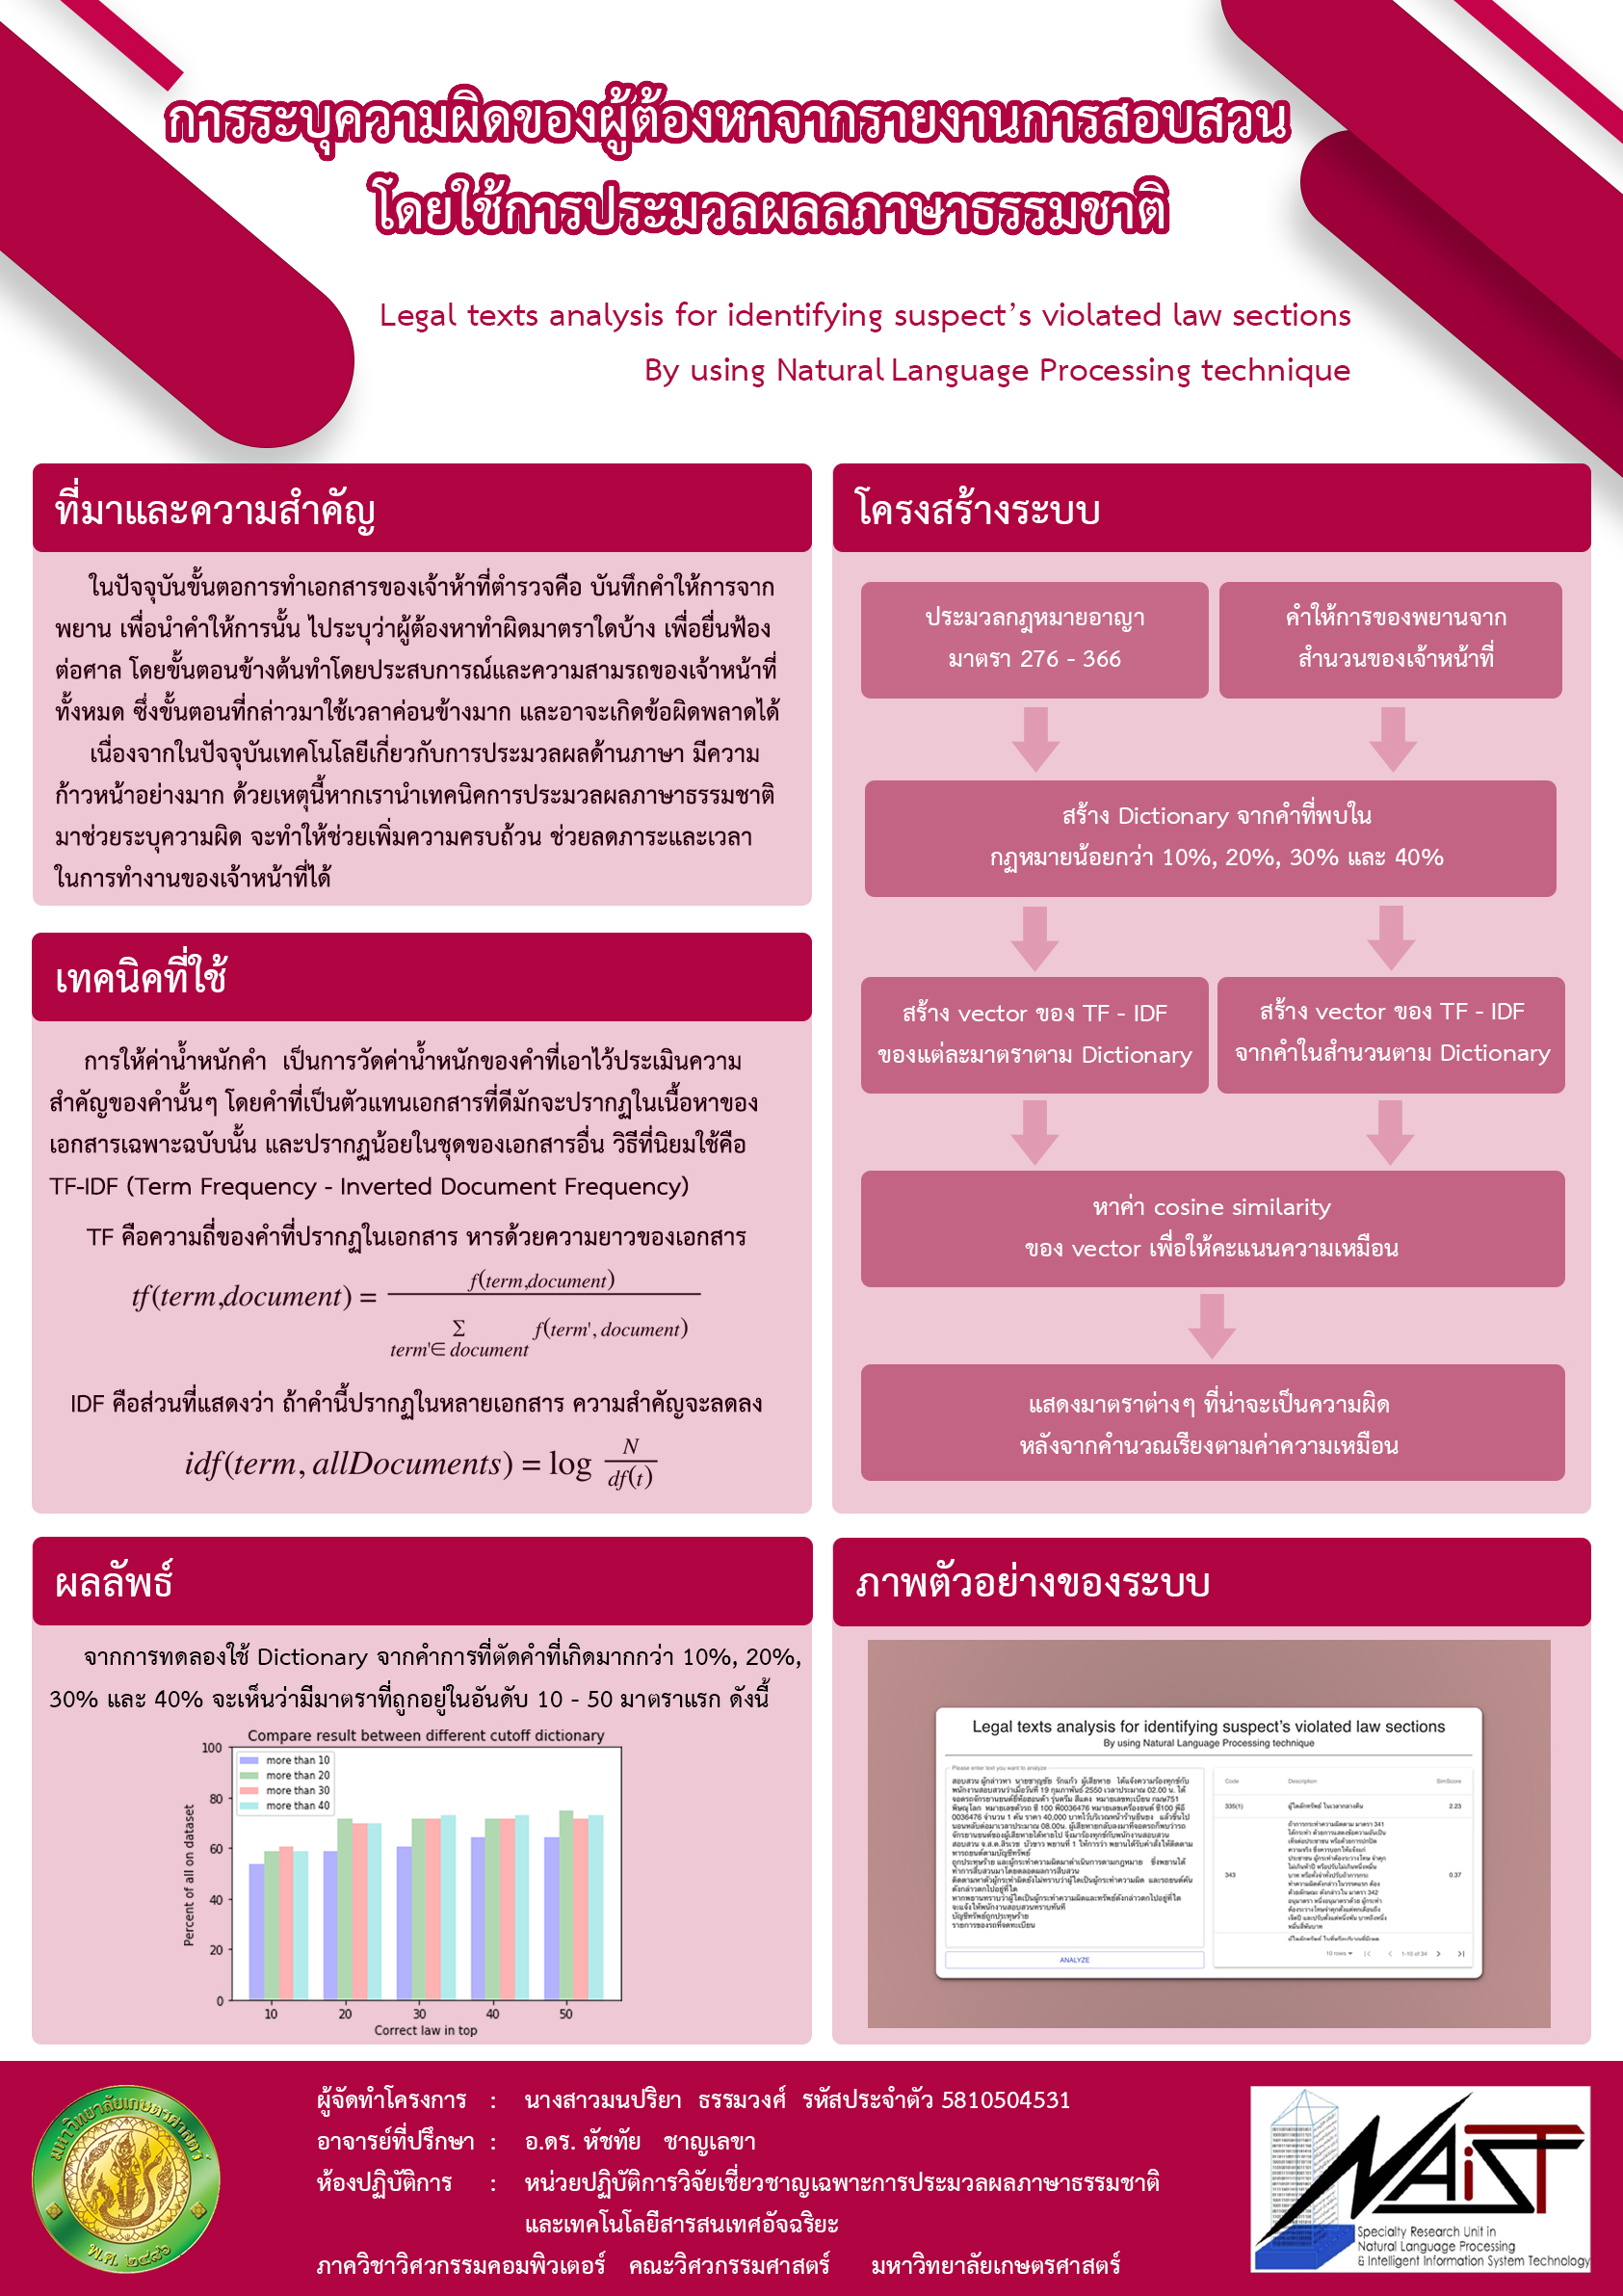 การระบุความผิดของผู้ต้องหาจากรายงานการสอบสวน
โดยใช้การประมวลผลลภาษาธรรมชาติ
Legal texts analysis for identifying suspect's violated law sections
By using Natural Language Processing technique
ที่มาและความสำคัญ
ในปัจจุบันขั้นตอการทำเอกสารของเจ้าห้าที่ตำรวจคือ บันทึกคำให้การจาก
พยาน เพื่อนำคำให้การนั้น ไประบุว่าผู้ต้องหาทำผิดมาตราใดบ้าง เพื่อยื่นฟ้อง
ต่อศาล โดยขั้นตอนข้างต้นทำโดยประสบการณ์และความสามรถของเจ้าหน้าที่
ทั้งหมด ซึ่งขั้นตอนที่กล่าวมาใช้เวลาค่อนข้างมาก และอาจะเกิดข้อผิดพลาดได้
เนื่องจากในปัจจุบันเทคโนโลยีเกี่ยวกับการประมวลผลด้านภาษา มีความ
ก้าวหน้าอย่างมาก ด้วยเหตุนี้หากเรานำเทคนิคการประมวลผลภาษาธรรมชาติ
มาช่วยระบุความผิด จะทำให้ช่วยเพิ่มความครบถ้วน ช่วยลดภาระและเวลา
ในการทำงานของเจ้าหน้าที่ได้
เทคนิคที่ใช้
การให้ค่าน้ำหนักคำ เป็นการวัดค่าน้ำหนักของคำที่เอาไว้ประเมินความ
สำคัญของคำนั้นๆ โดยคำที่เป็นตัวแทนเอกสารที่ดีมักจะปรากฏในเนื้อหาของ
เอกสารเฉพาะฉบับนั้น และปรากฏน้อยในชุดของเอกสารอื่น วิธีที่นิยมใช้คือ
TF-IDF (Term Frequency - Inverted Document Frequency)
TF คือความถี่ของคำที่ปรากฏในเอกสาร หารด้วยความยาวของเอกสาร
tf(term,document) = f(term,document) / Σ term'∈ document f(term', document)
IDF คือส่วนที่แสดงว่า ถ้าคำนี้ปรากฏในหลายเอกสาร ความสำคัญจะลดลง
idf(term, allDocuments) = log N / df(t)
โครงสร้างระบบ
ประมวลกฎหมายอาญา
มาตรา 276 - 366
คำให้การของพยานจาก
สำนวนของเจ้าหน้าที่
สร้าง Dictionary จากคำที่พบใน
กฏหมายน้อยกว่า 10%, 20%, 30% และ 40%
สร้าง vector ของ TF - IDF
ของแต่ละมาตราตาม Dictionary
สร้าง vector ของ TF - IDF
จากคำในสำนวนตาม Dictionary
หาค่า cosine similarity
ของ vector เพื่อให้คะแนนความเหมือน
แสดงมาตราต่างๆ ที่น่าจะเป็นความผิด
หลังจากคำนวณเรียงตามค่าความเหมือน
ผลลัพธ์
จากการทดลองใช้ Dictionary จากคำการที่ตัดคำที่เกิดมากกว่า 10%, 20%,
30% และ 40% จะเห็นว่ามีมาตราที่ถูกอยู่ในอันดับ 10 - 50 มาตราแรก ดังนี้
Compare result between different cutoff dictionary
more than 10
more than 20
more than 30
more than 40
Percent of all on dataset
100
80
60
40
20
0
10 20 30 40 50
Correct law in top
ภาพตัวอย่างของระบบ
Legal texts analysis for identifying suspect's violated law sections
By using Natural Language Processing technique
Please enter text you want to analyze
ANALYZE
Code Description SimScore
335(1) ผู้ใดลักทรัพย์ ในเวลากลางคืน 2.23
343 0.37
10 rows 1-10 of 34
ผู้จัดทำโครงการ : นางสาวมนปริยา ธรรมวงศ์ รหัสประจำตัว 5810504531
อาจารย์ที่ปรึกษา : อ.ดร. หัชทัย ชาญเลขา
ห้องปฏิบัติการ : หน่วยปฏิบัติการวิจัยเชี่ยวชาญเฉพาะการประมวลผลภาษาธรรมชาติ
และเทคโนโลยีสารสนเทศอัจฉริยะ
ภาควิชาวิศวกรรมคอมพิวเตอร์ คณะวิศวกรรมศาสตร์ มหาวิทยาลัยเกษตรศาสตร์
มหาวิทยาลัยเกษตรศาสตร์
พ.ศ. ๒๔๘๖
NAiST
Specialty Research Unit in
Natural Language Processing
& Intelligent Information System Technology